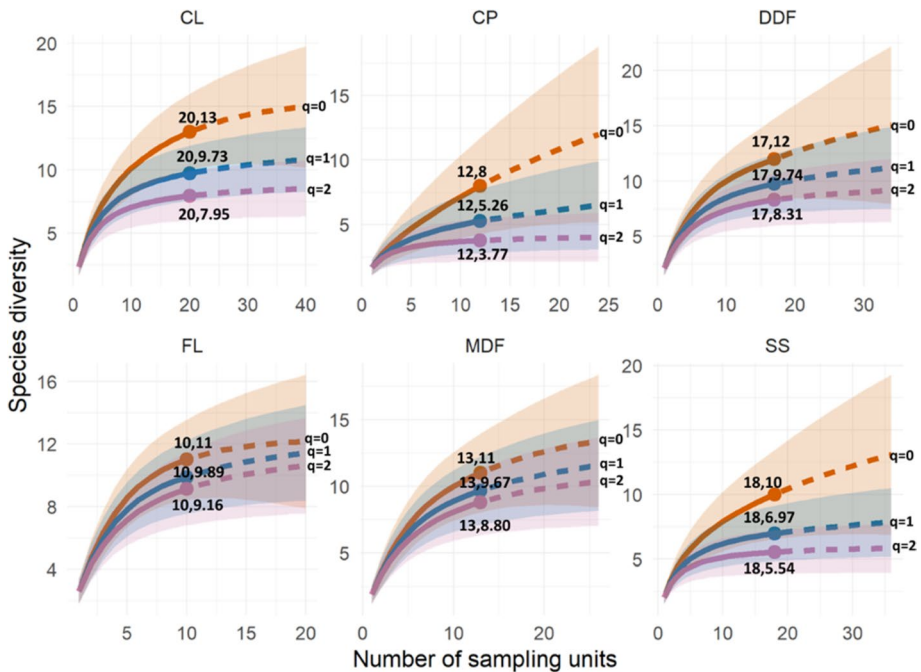 CL
CP
DDF
20
15
10
5
20,13
20,9.73
20,7.95
q=0
q=1
q=2
0
10
20
30
40
15
10
5
12,8
12,5.26
12,3.77
q=0
q=1
q=2
0
5
10
15
20
25
20
15
10
5
17,12
17,9.74
17,8.31
q=0
q=1
q=2
0
10
20
30
Species diversity
FL
MDF
SS
16
12
8
4
10,11
10,9.89
10,9.16
q=0
q=1
q=2
5
10
15
20
15
10
5
13,11
13,9.67
13,8.80
q=0
q=1
q=2
0
10
20
20
15
10
5
18,10
18,6.97
18,5.54
q=0
q=1
q=2
0
10
20
30
Number of sampling units